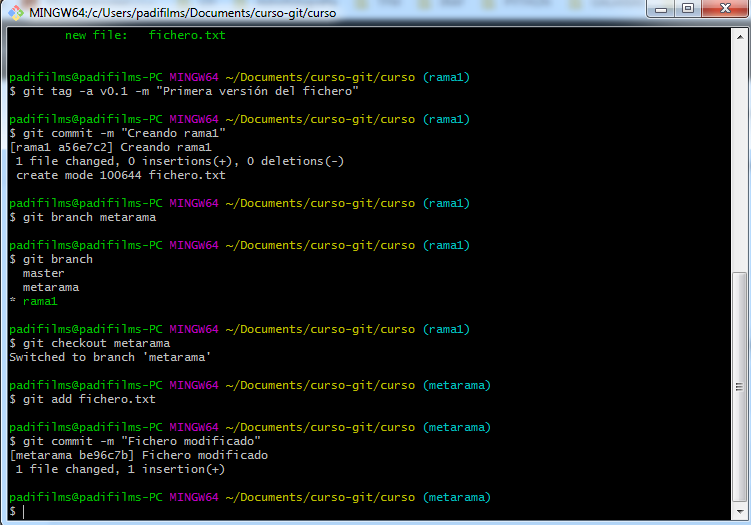 MINGW64:/c/Users/padifilms/Documents/curso-git/curso
new file:   fichero.txt
padifilms@padifilms-PC MINGW64 ~/Documents/curso-git/curso (rama1)
$ git tag -a v0.1 -m "Primera versión del fichero"
padifilms@padifilms-PC MINGW64 ~/Documents/curso-git/curso (rama1)
$ git commit -m "Creando rama1"
[rama1 a56e7c2] Creando rama1
 1 file changed, 0 insertions(+), 0 deletions(-)
 create mode 100644 fichero.txt
padifilms@padifilms-PC MINGW64 ~/Documents/curso-git/curso (rama1)
$ git branch metarama
padifilms@padifilms-PC MINGW64 ~/Documents/curso-git/curso (rama1)
$ git branch
  master
  metarama
* rama1
padifilms@padifilms-PC MINGW64 ~/Documents/curso-git/curso (rama1)
$ git checkout metarama
Switched to branch 'metarama'
padifilms@padifilms-PC MINGW64 ~/Documents/curso-git/curso (metarama)
$ git add fichero.txt
padifilms@padifilms-PC MINGW64 ~/Documents/curso-git/curso (metarama)
$ git commit -m "Fichero modificado"
[metarama be96c7b] Fichero modificado
 1 file changed, 1 insertion(+)
padifilms@padifilms-PC MINGW64 ~/Documents/curso-git/curso (metarama)
$